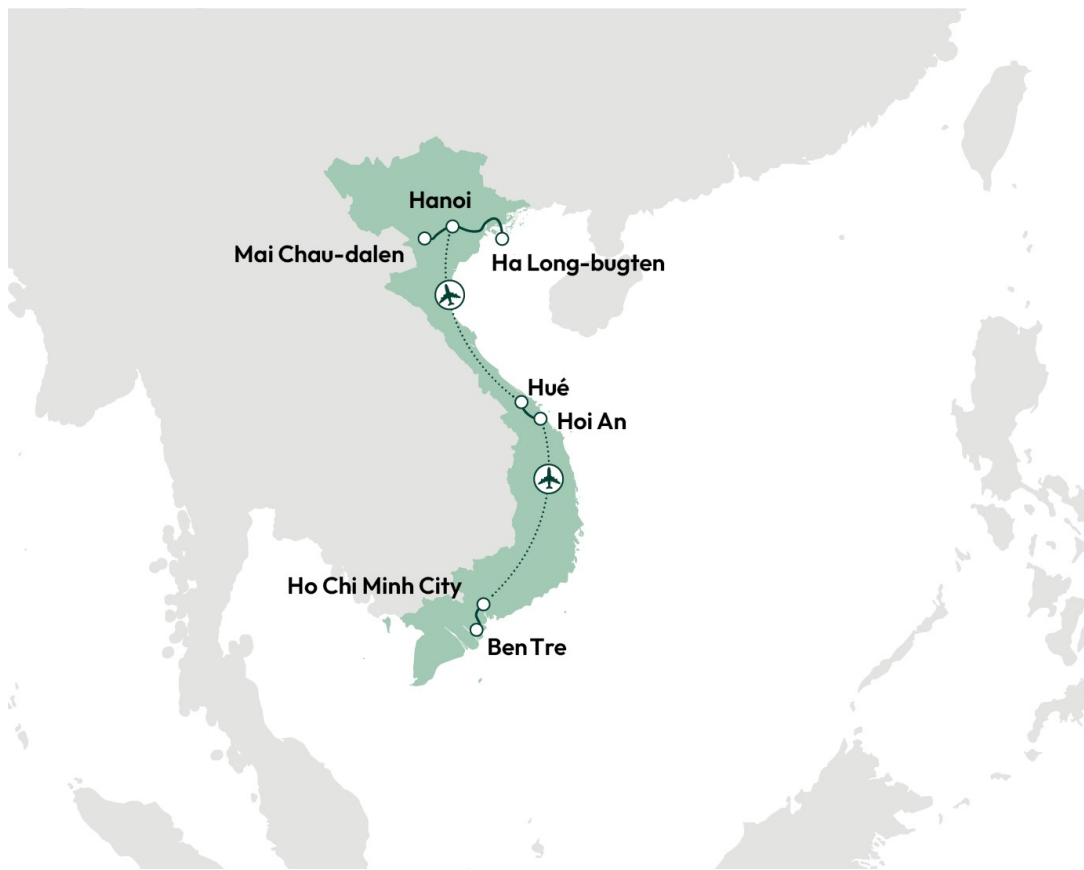 Hanoi
Mai Chau-dalen
Ha Long-bugten
Hué
Hoi An
Ho Chi Minh City
Ben Tre